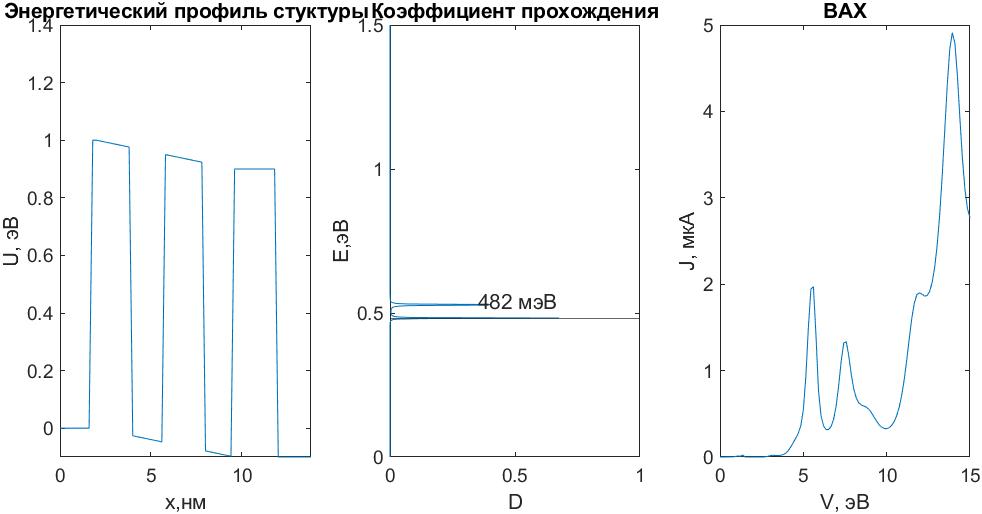 Энергетический профиль стуктуры
1.4
1.2
1
0.8
0.6
0.4
0.2
0
0
5
10
x,нм
U, эВ
Коэффициент прохождения
1.5
1
0.5
0
0
0.5
1
482 мэВ
D
E,эВ
ВАХ
5
4
3
2
1
0
0
5
10
15
V, эВ
J, мкА